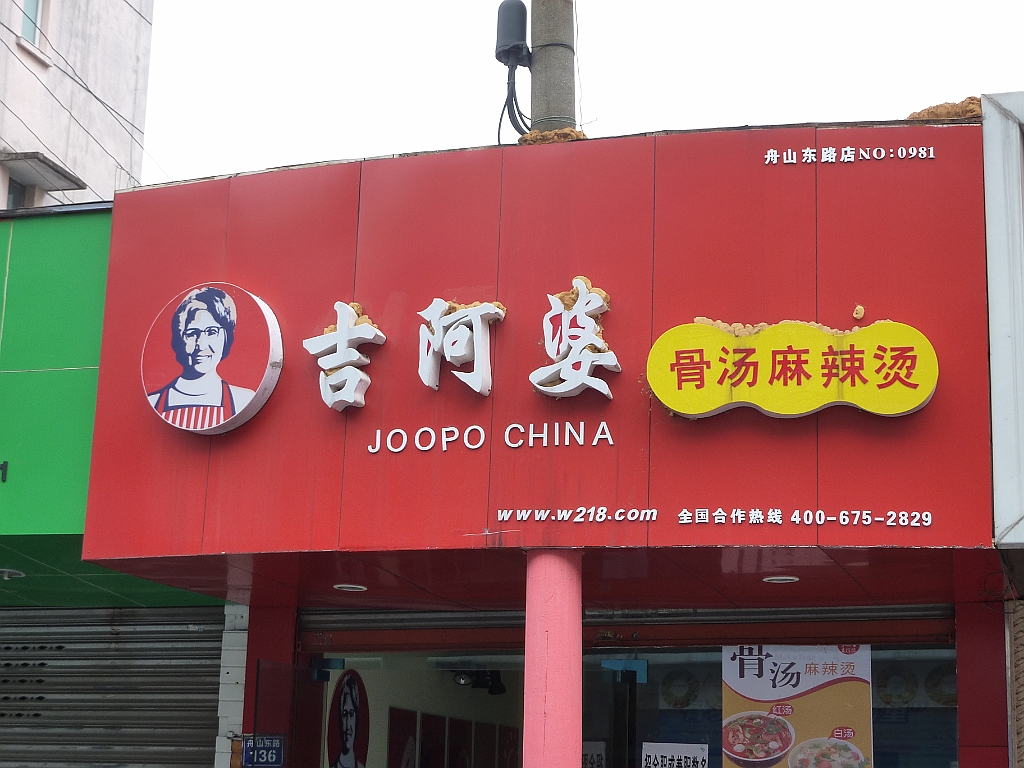 舟山东路店NO:0981
吉阿婆
骨汤麻辣烫
JOOPO CHINA
www.w218.com 全国合作热线 400-675-2829
骨汤麻辣烫
红汤
白汤
舟山东路
136